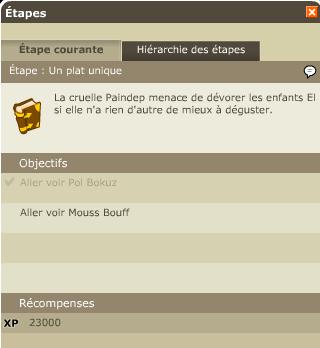 Étapes
Étape courante
Hiérarchie des étapes
Étape : Un plat unique
La cruelle Paindep menace de dévorer les enfants El
si elle n'a rien d'autre de mieux à déguster.
Objectifs
Aller voir Pol Bokuz
Aller voir Mouss Bouff
Récompenses
XP 23000